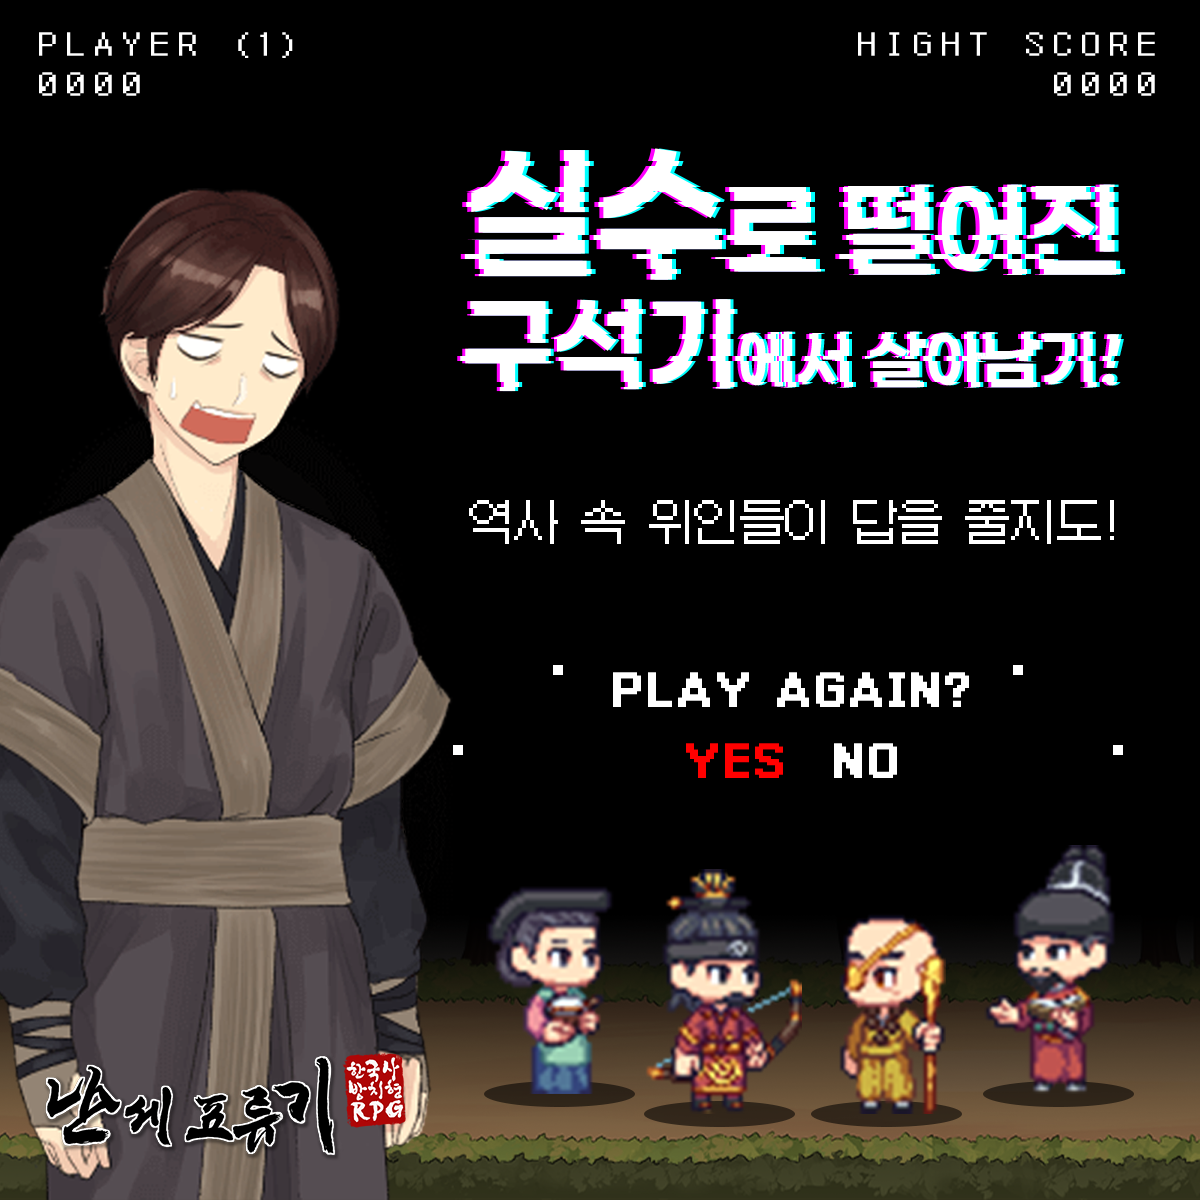 PLAYER (1)
0000
HIGHT SCORE
0000
실수로 떨어진
구석기에서 살아남기!
역사 속 위인들이 답을 줄지도!
PLAY AGAIN?
YES NO
난제 표류기
한국사
방치형
RPG